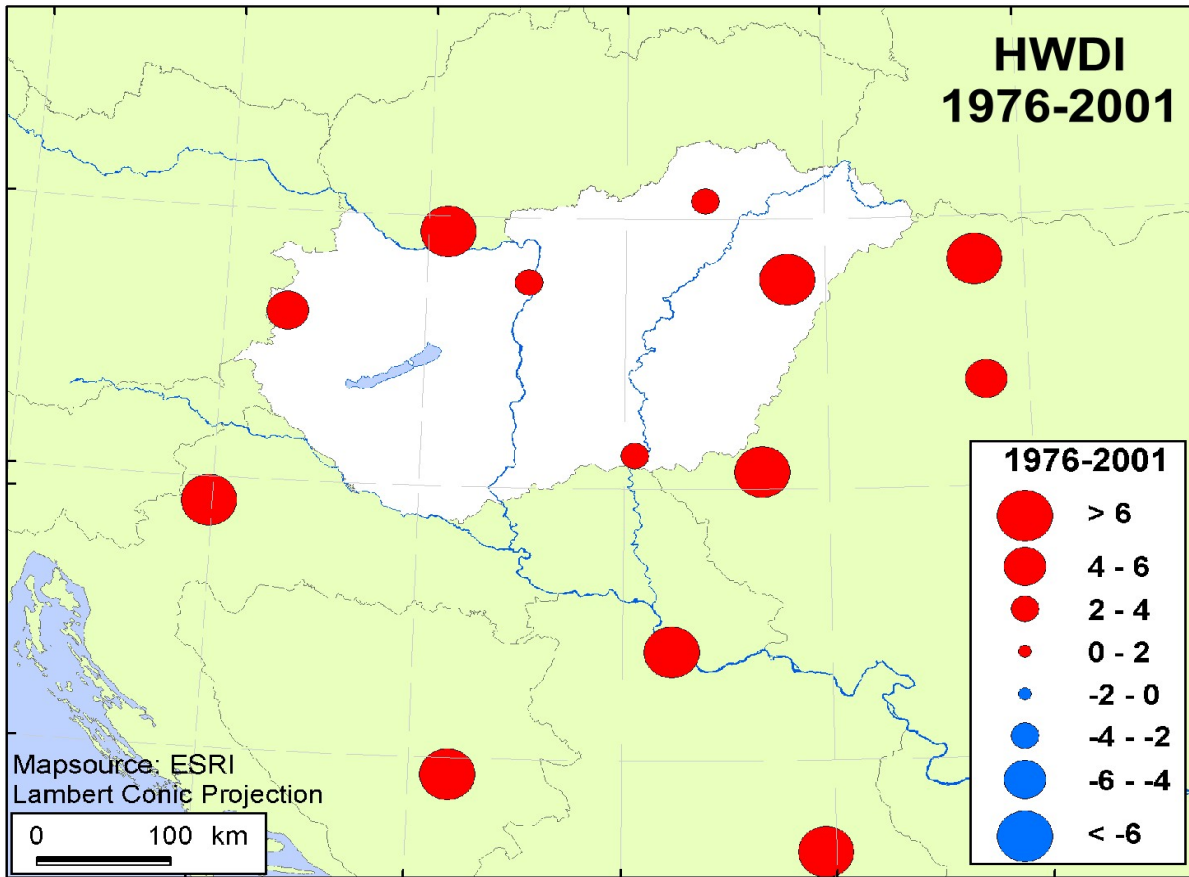 HWDI
1976-2001
1976-2001
> 6
4 - 6
2 - 4
0 - 2
-2 - 0
-4 - -2
-6 - -4
< -6
Mapsource: ESRI
Lambert Conic Projection
0 100 km